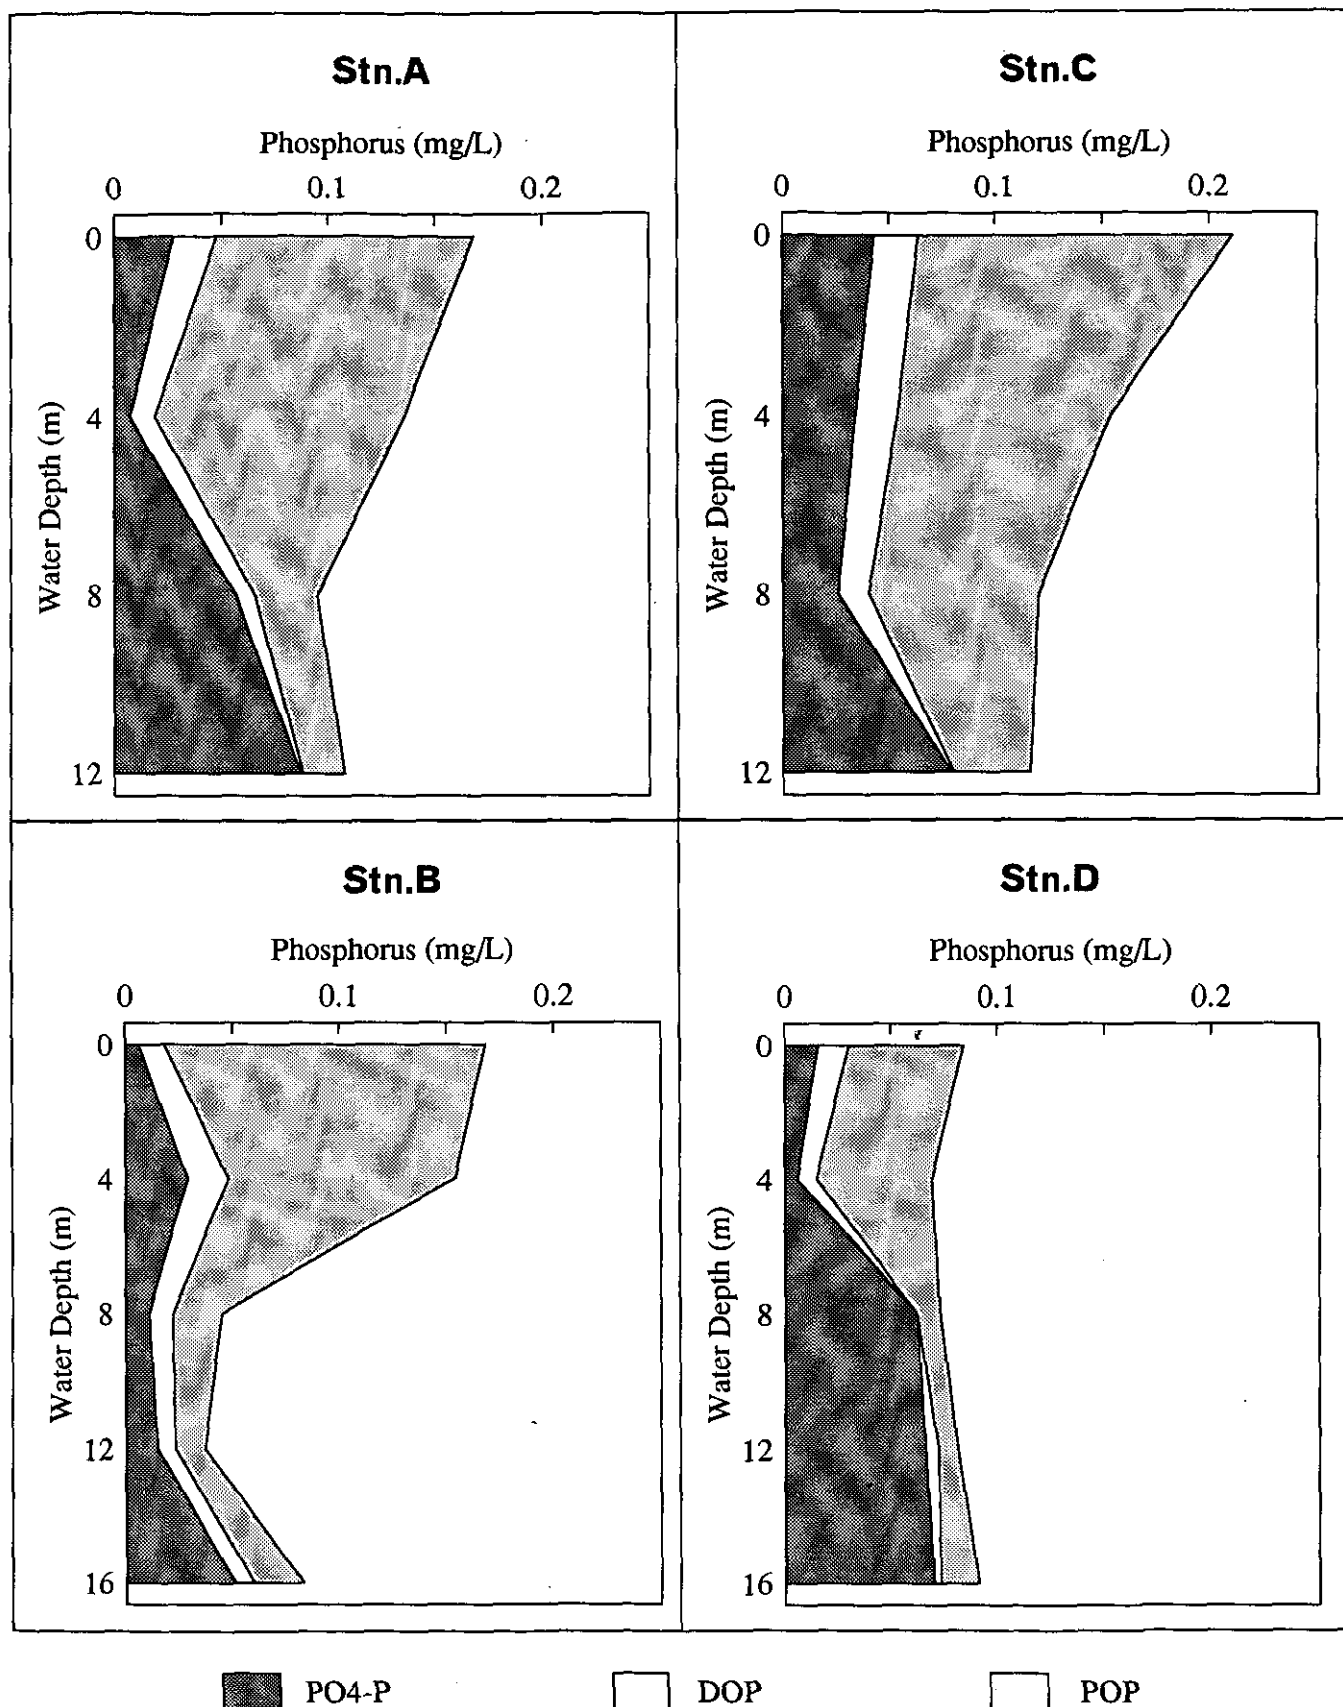 Stn.A
Phosphorus (mg/L)
0 0.1 0.2
0
4
8
12
Water Depth (m)
Stn.C
Phosphorus (mg/L)
0 0.1 0.2
0
4
8
12
Water Depth (m)
Stn.B
Phosphorus (mg/L)
0 0.1 0.2
0
4
8
12
16
Water Depth (m)
Stn.D
Phosphorus (mg/L)
0 0.1 0.2
0
4
8
12
16
Water Depth (m)
PO4-P DOP POP